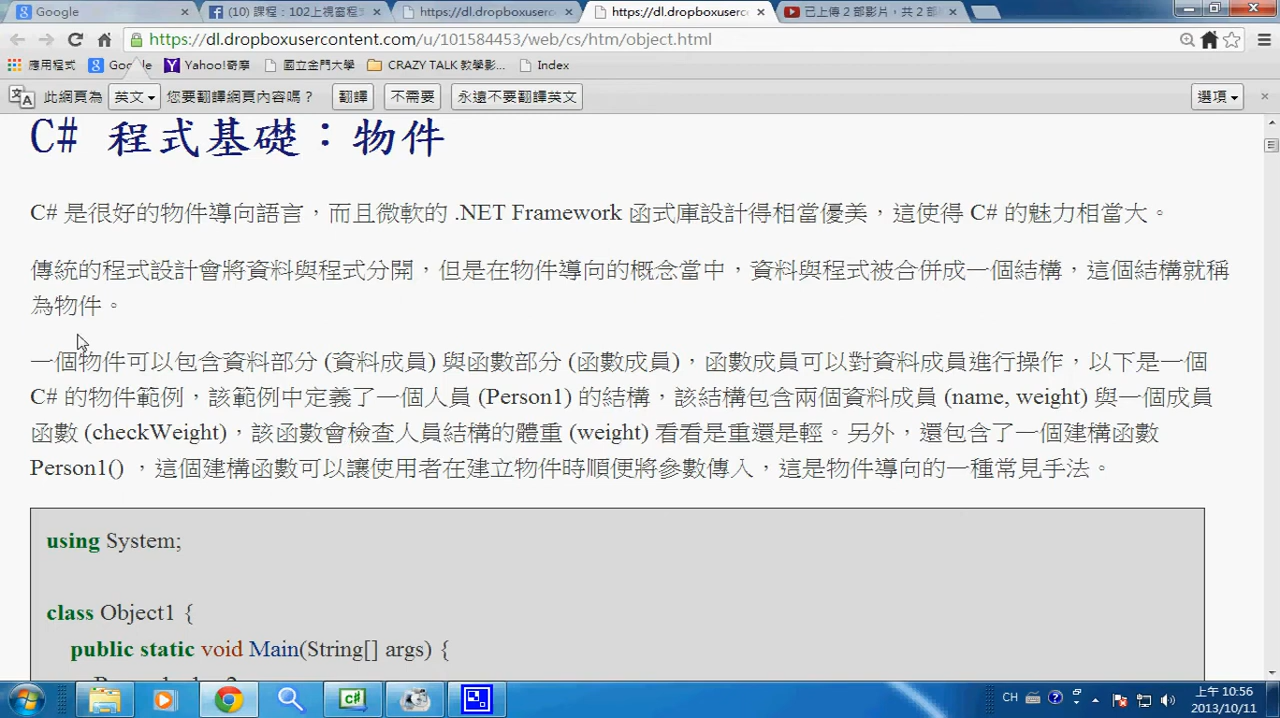 Google
(10) 課程：102上視窗程
https://dl.dropboxuserc
https://dl.dropboxuserc
已上傳 2 部影片，共 2 部
https://dl.dropboxusercontent.com/u/101584453/web/cs/htm/object.html
應用程式 Google Yahoo!奇摩 國立金門大學 CRAZY TALK 教學影... Index
此網頁為 英文 您要翻譯網頁內容嗎？ 翻譯 不需要 永遠不要翻譯英文 選項
C# 程式基礎：物件
C# 是很好的物件導向語言，而且微軟的 .NET Framework 函式庫設計得相當優美，這使得 C# 的魅力相當大。
傳統的程式設計會將資料與程式分開，但是在物件導向的概念當中，資料與程式被合併成一個結構，這個結構就稱
為物件。
一個物件可以包含資料部分 (資料成員) 與函數部分 (函數成員)，函數成員可以對資料成員進行操作，以下是一個
C# 的物件範例，該範例中定義了一個人員 (Person1) 的結構，該結構包含兩個資料成員 (name, weight) 與一個成員
函數 (checkWeight)，該函數會檢查人員結構的體重 (weight) 看看是重還是輕。另外，還包含了一個建構函數
Person1() ，這個建構函數可以讓使用者在建立物件時順便將參數傳入，這是物件導向的一種常見手法。
using System;
class Object1 {
public static void Main(String[] args) {
CH
上午 10:56
2013/10/11